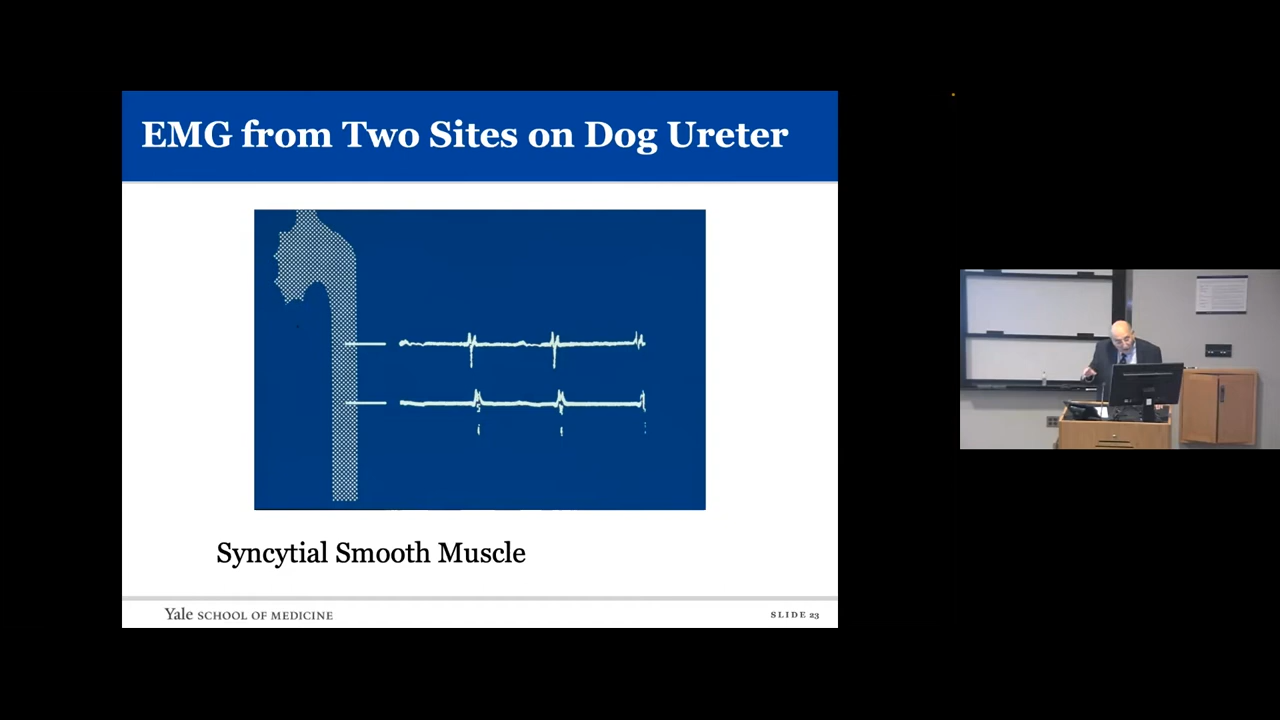 EMG from Two Sites on Dog Ureter
Syncytial Smooth Muscle
Yale SCHOOL OF MEDICINE
SLIDE 23